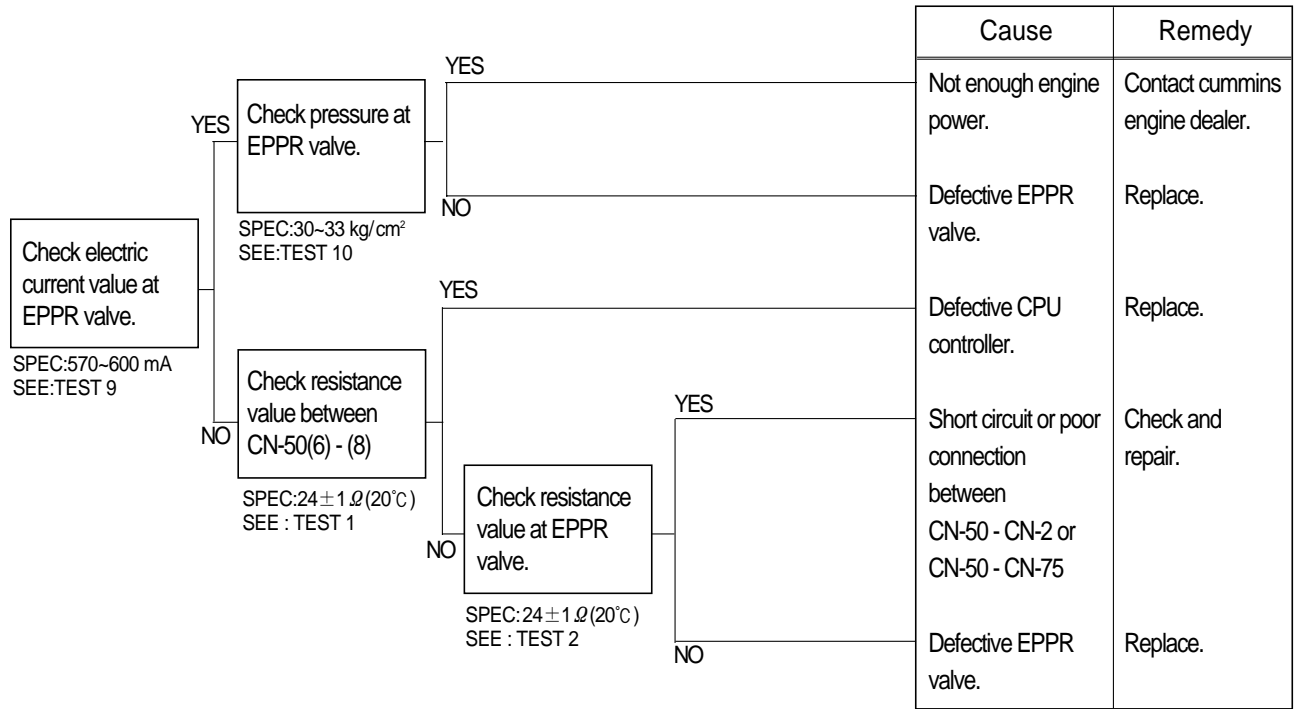 Cause Remedy
YES
Not enough engine power. Contact cummins engine dealer.
YES
Check pressure at
EPPR valve.
NO
Defective EPPR valve. Replace.
SPEC:30~33 kg/cm²
SEE:TEST 10
Check electric
current value at
EPPR valve.
SPEC:570~600 mA
SEE:TEST 9
YES
Defective CPU controller. Replace.
NO
Check resistance
value between
CN-50(6) - (8)
SPEC:24±1Ω(20℃)
SEE : TEST 1
YES
Short circuit or poor
connection
between
CN-50 - CN-2 or
CN-50 - CN-75
Check and
repair.
NO
Check resistance
value at EPPR
valve.
SPEC:24±1Ω(20℃)
SEE : TEST 2
NO
Defective EPPR
valve.
Replace.